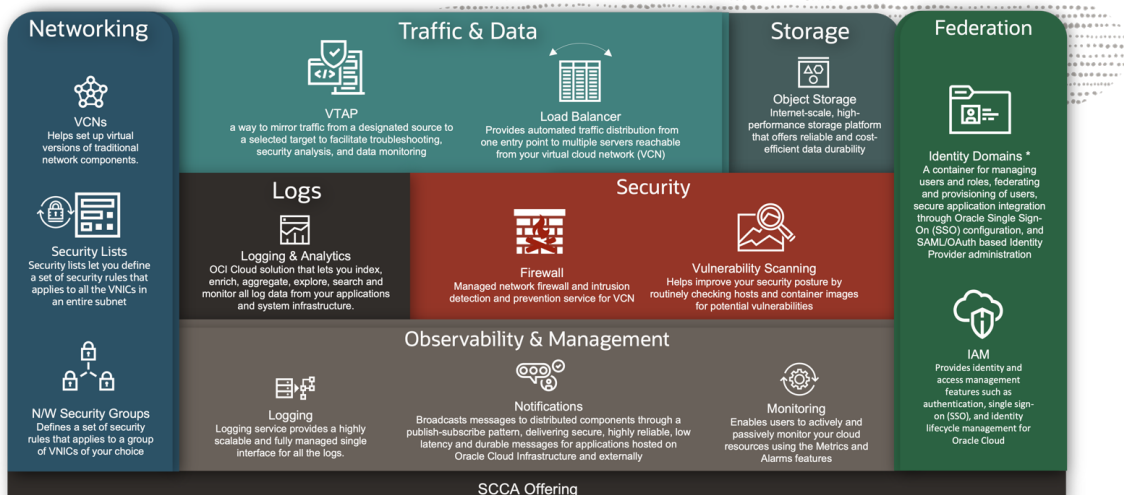 Networking
VCNs
Helps set up virtual
versions of traditional
network components.
Security Lists
Security lists let you define
a set of security rules that
applies to all the VNICs in
an entire subnet
N/W Security Groups
Defines a set of security
rules that applies to a group
of VNICs of your choice
Traffic & Data
VTAP
a way to mirror traffic from a designated source to
a selected target to facilitate troubleshooting,
security analysis, and data monitoring
Load Balancer
Provides automated traffic distribution from
one entry point to multiple servers reachable
from your virtual cloud network (VCN)
Storage
Object Storage
Internet-scale, high-
performance storage platform
that offers reliable and cost-
efficient data durability
Logs
Logging & Analytics
OCI Cloud solution that lets you index,
enrich, aggregate, explore, search and
monitor all log data from your applications
and system infrastructure.
Security
Firewall
Managed network firewall and intrusion
detection and prevention service for VCN
Vulnerability Scanning
Helps improve your security posture by
routinely checking hosts and container images
for potential vulnerabilities
Observability & Management
Logging
Logging service provides a highly
scalable and fully managed single
interface for all the logs.
Notifications
Broadcasts messages to distributed components through a
publish-subscribe pattern, delivering secure, highly reliable, low
latency and durable messages for applications hosted on
Oracle Cloud Infrastructure and externally
Monitoring
Enables users to actively and
passively monitor your cloud
resources using the Metrics and
Alarms features
Federation
Identity Domains *
A container for managing
users and roles, federating
and provisioning of users,
secure application integration
through Oracle Single Sign-
On (SSO) configuration, and
SAML/OAuth based Identity
Provider administration
IAM
Provides identity and
access management
features such as
authentication, single sign-
on (SSO), and identity
lifecycle management for
Oracle Cloud
SCCA Offering